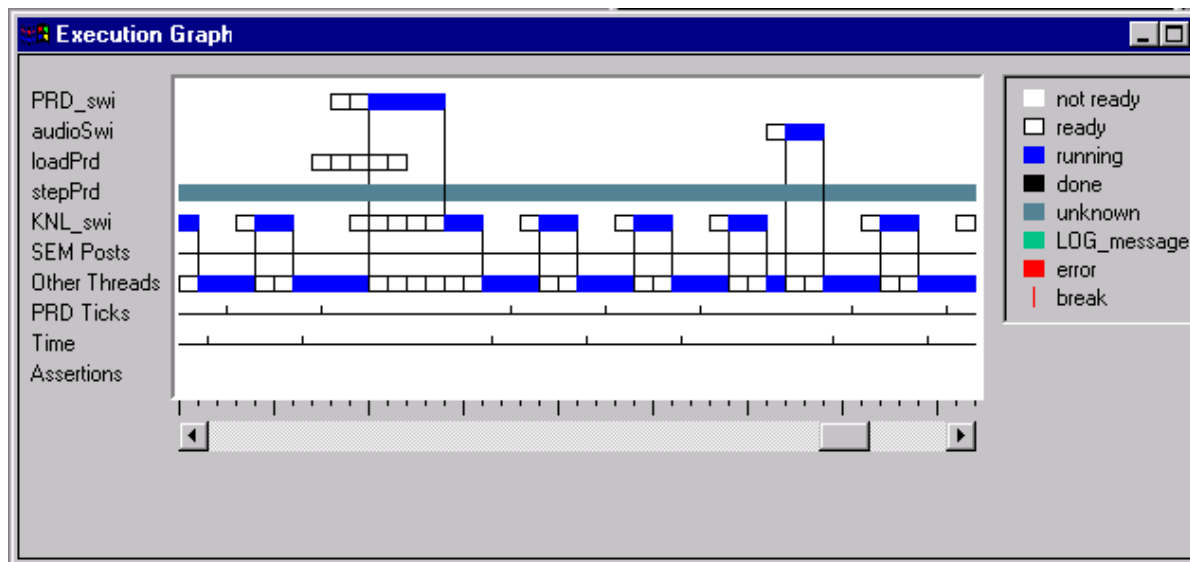 Execution Graph
PRD_swi
audioSwi
loadPrd
stepPrd
KNL_swi
SEM Posts
Other Threads
PRD Ticks
Time
Assertions
not ready
ready
running
done
unknown
LOG_message
error
break